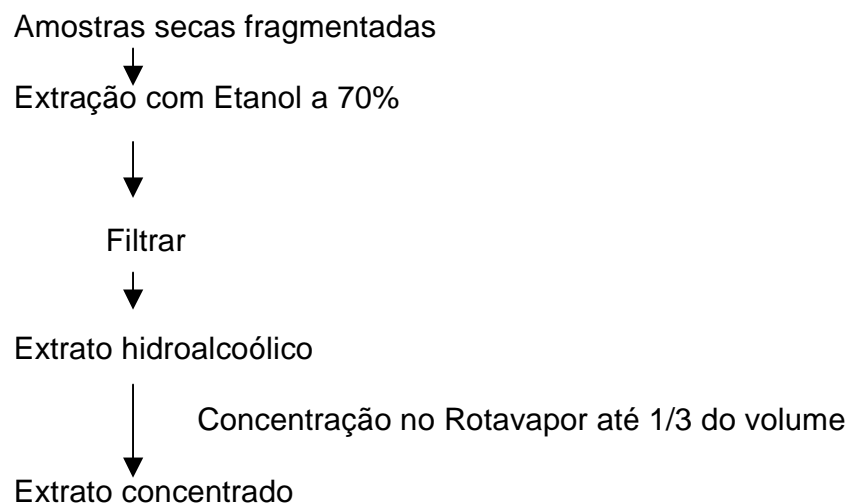 Amostras secas fragmentadas
Extração com Etanol a 70%
Filtrar
Extrato hidroalcoólico
Concentração no Rotavapor até 1/3 do volume
Extrato concentrado